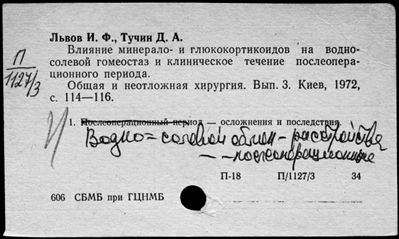 Львов И. Ф., Тучин Д. А.
П
1127/3
Влияние минерало- и глюкокортикоидов на водно-
солевой гомеостаз и клиническое течение послеопера-
ционного периода.
Общая и неотложная хирургия. Вып. 3. Киев, 1972,
с. 114—116.
1. Послеоперационный период — осложнения и последствия.
Водно=солевой обмен - расстройства
- - послеоперационные
П-18 П/1127/3 34
606 СБМБ при ГЦНМБ